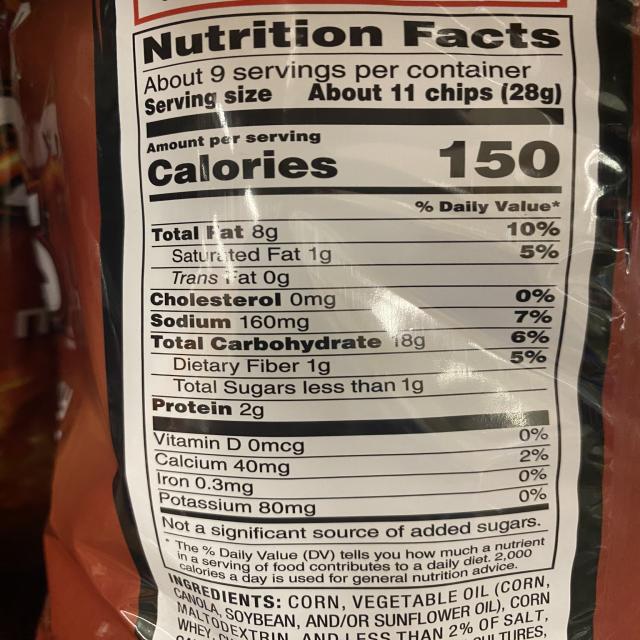 Nutrition Facts
About 9 servings per container
Serving size About 11 chips (28g)
Amount per serving
Calories 150
% Daily Value*
Total Fat 8g 10%
Saturated Fat 1g 5%
Trans Fat 0g
Cholesterol 0mg 0%
Sodium 160mg 7%
Total Carbohydrate 18g 6%
Dietary Fiber 1g 5%
Total Sugars less than 1g
Protein 2g
Vitamin D 0mcg 0%
Calcium 40mg 2%
Iron 0.3mg 0%
Potassium 80mg 0%
Not a significant source of added sugars.
* The % Daily Value (DV) tells you how much a nutrient
in a serving of food contributes to a daily diet. 2,000
calories a day is used for general nutrition advice.
INGREDIENTS: CORN, VEGETABLE OIL (CORN,
CANOLA, SOYBEAN, AND/OR SUNFLOWER OIL), CORN
MALTODEXTRIN, AND LESS THAN 2% OF SALT,
WHEY,